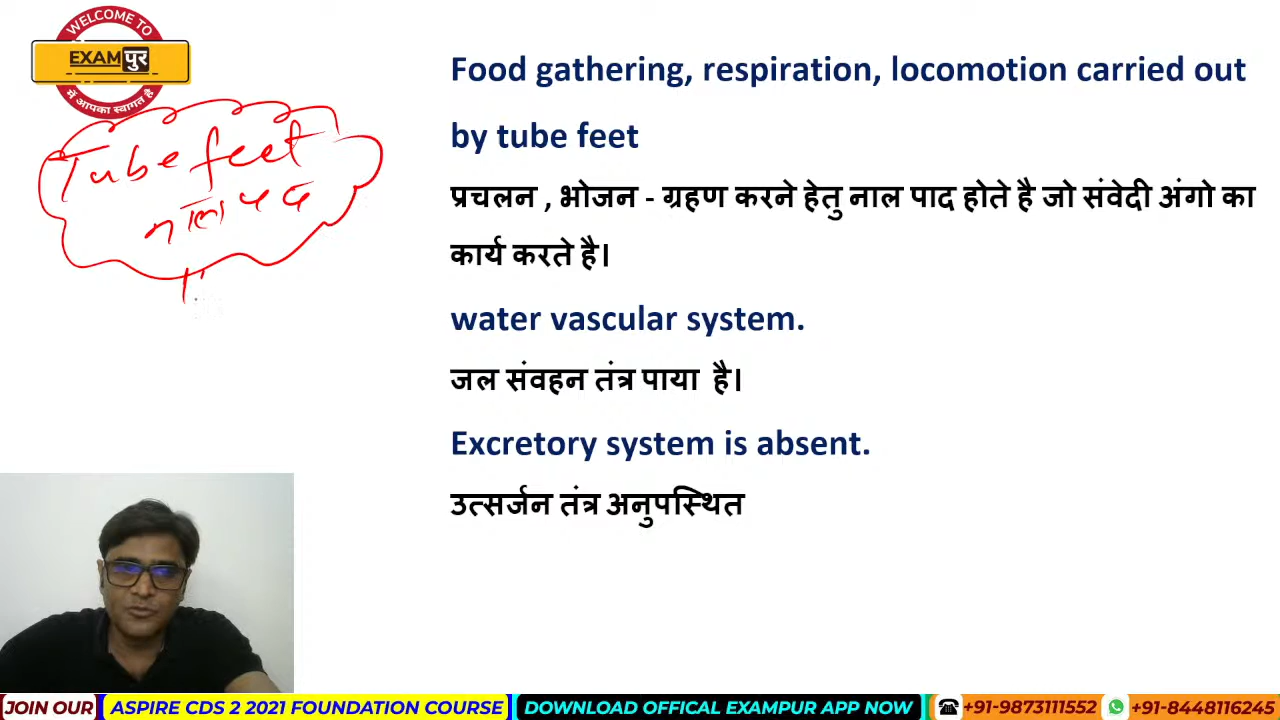 WELCOME TO
EXAMपुर
में आपका स्वागत है
Tube feet
Food gathering, respiration, locomotion carried out
by tube feet
प्रचलन , भोजन - ग्रहण करने हेतु नाल पाद होते है जो संवेदी अंगो का
कार्य करते है।
water vascular system.
जल संवहन तंत्र पाया है।
Excretory system is absent.
उत्सर्जन तंत्र अनुपस्थित
JOIN OUR ASPIRE CDS 2 2021 FOUNDATION COURSE DOWNLOAD OFFICAL EXAMPUR APP NOW +91-9873111552 +91-8448116245